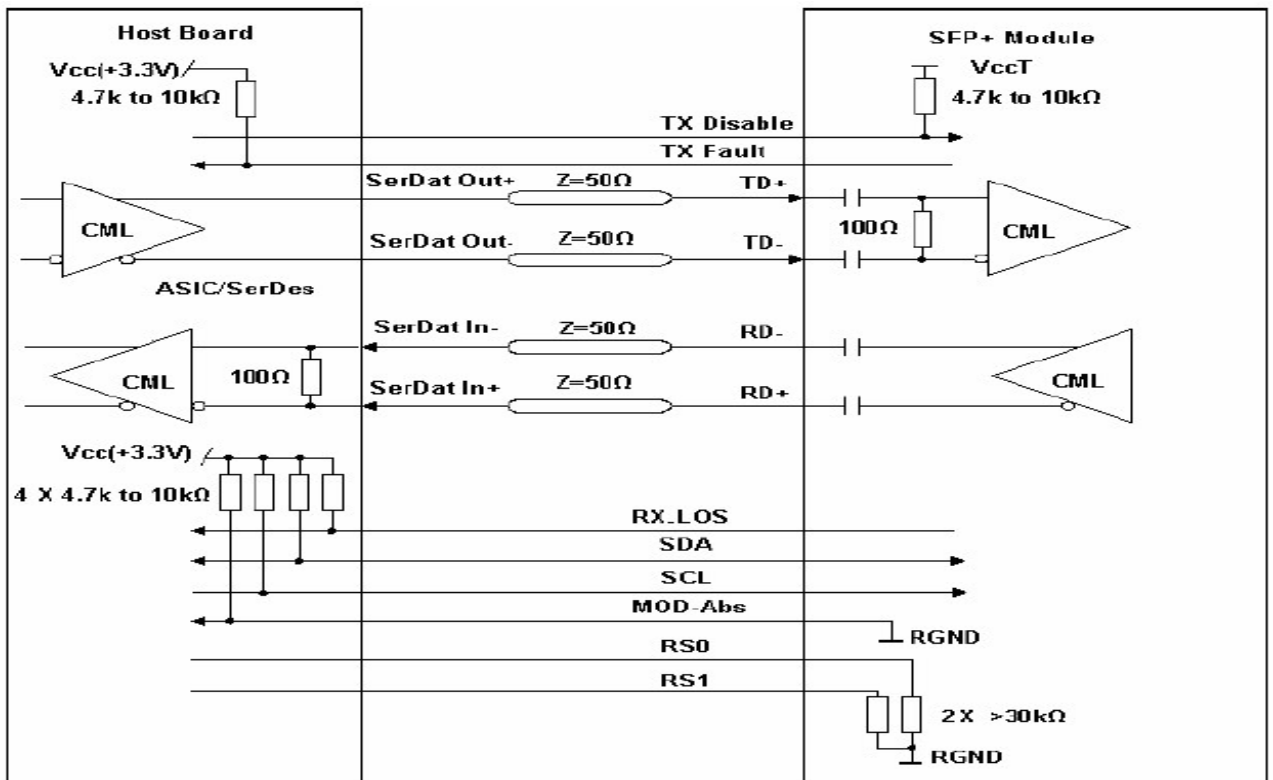 Host Board
SFP+ Module
Vcc(+3.3V)
VccT
4.7k to 10kΩ
4.7k to 10kΩ
TX Disable
TX Fault
SerDat Out+
Z=50Ω
TD+
CML
100Ω
CML
SerDat Out-
Z=50Ω
TD-
ASIC/SerDes
SerDat In-
Z=50Ω
RD-
CML
100Ω
CML
SerDat In+
Z=50Ω
RD+
Vcc(+3.3V)
4 X 4.7k to 10kΩ
RX_LOS
SDA
SCL
MOD-Abs
RGND
RS0
RS1
2X >30kΩ
RGND